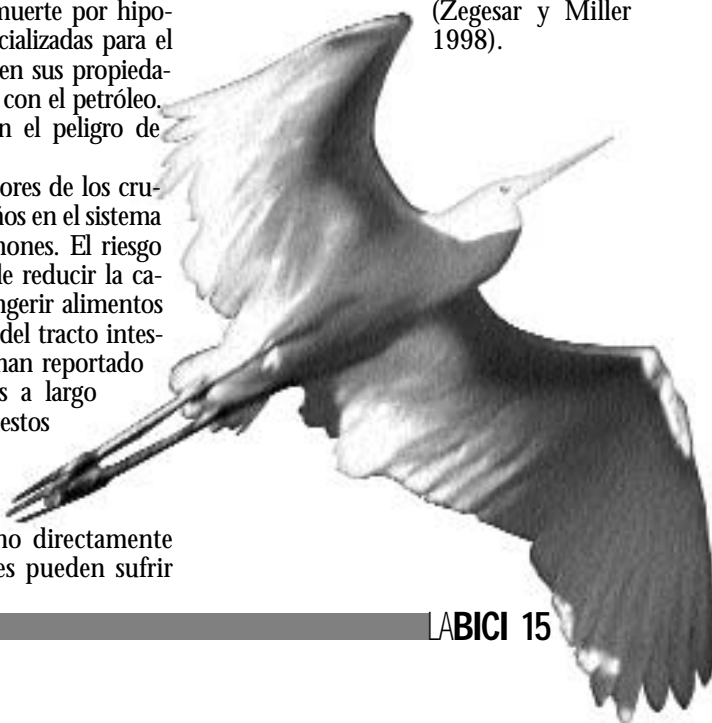 muerte por hipo-
cializadas para el
en sus propieda-
con el petróleo.
n el peligro de
ores de los cru-
ños en el sistema
nones. El riesgo
le reducir la ca-
ngerir alimentos
del tracto intes-
han reportado
s a largo
estos
no directamente
es pueden sufrir
(Zegesar y Miller
1998).
LABICI 15